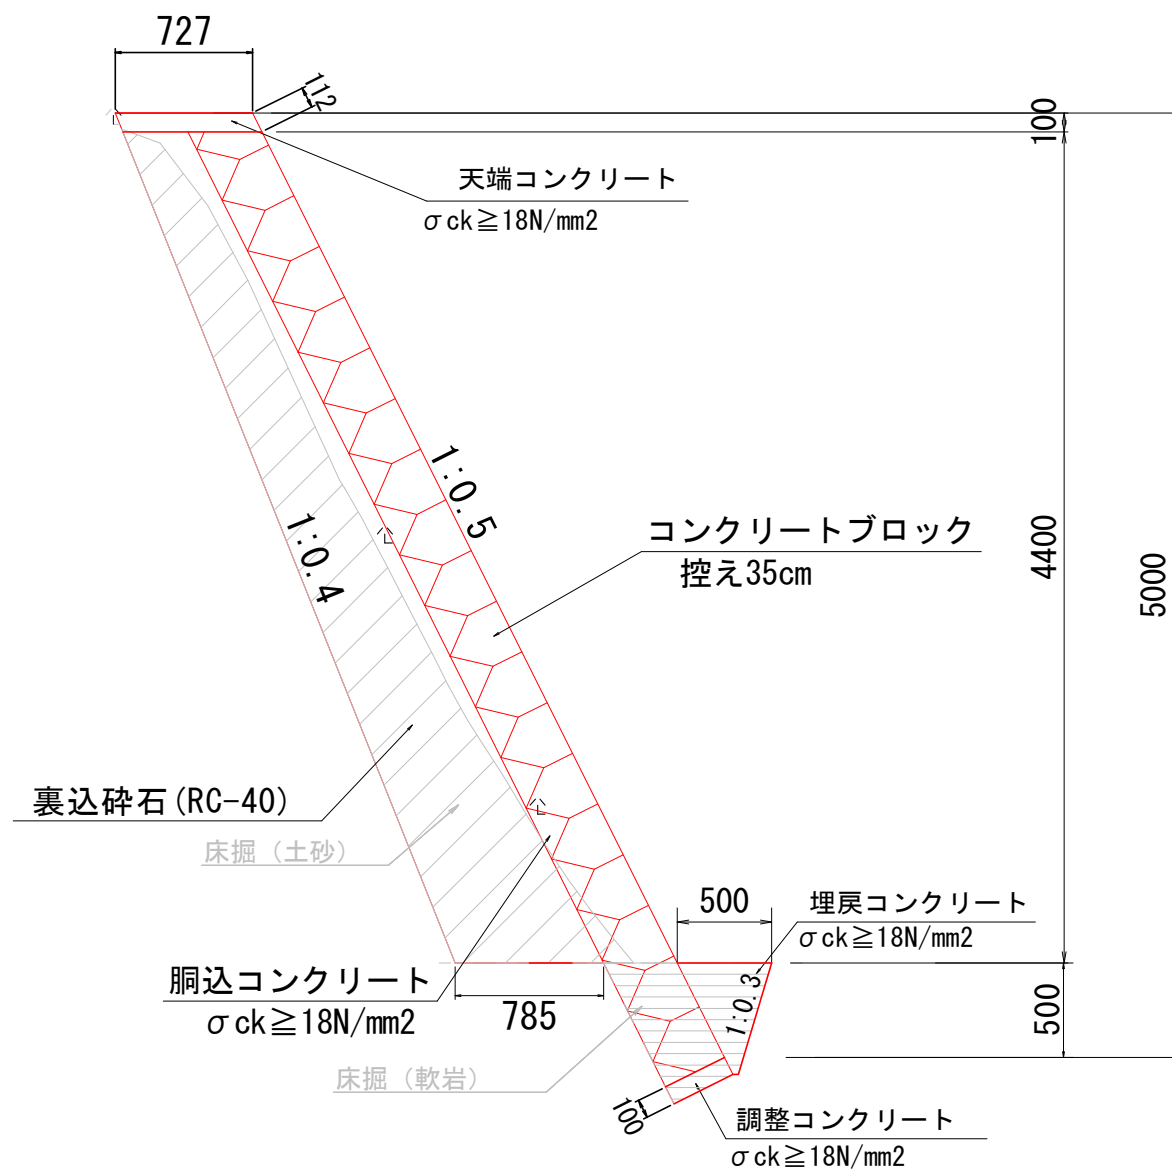 727
112
100
天端コンクリート
σck≧18N/mm2
1:0.5
1:0.4
コンクリートブロック
控え35cm
4400
5000
裏込砕石(RC-40)
床掘（土砂）
500
埋戻コンクリート
σck≧18N/mm2
胴込コンクリート
σck≧18N/mm2
785
1:0.3
500
床掘（軟岩）
100
調整コンクリート
σck≧18N/mm2